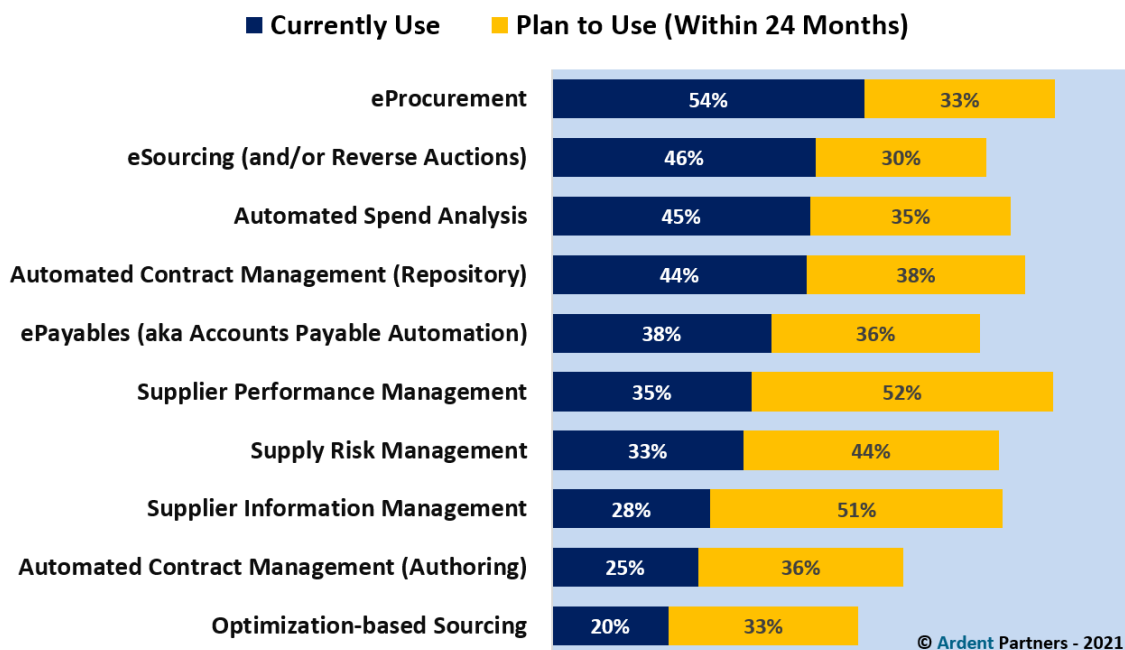 Currently Use Plan to Use (Within 24 Months)
eProcurement 54% 33%
eSourcing (and/or Reverse Auctions) 46% 30%
Automated Spend Analysis 45% 35%
Automated Contract Management (Repository) 44% 38%
ePayables (aka Accounts Payable Automation) 38% 36%
Supplier Performance Management 35% 52%
Supply Risk Management 33% 44%
Supplier Information Management 28% 51%
Automated Contract Management (Authoring) 25% 36%
Optimization-based Sourcing 20% 33%
© Ardent Partners - 2021